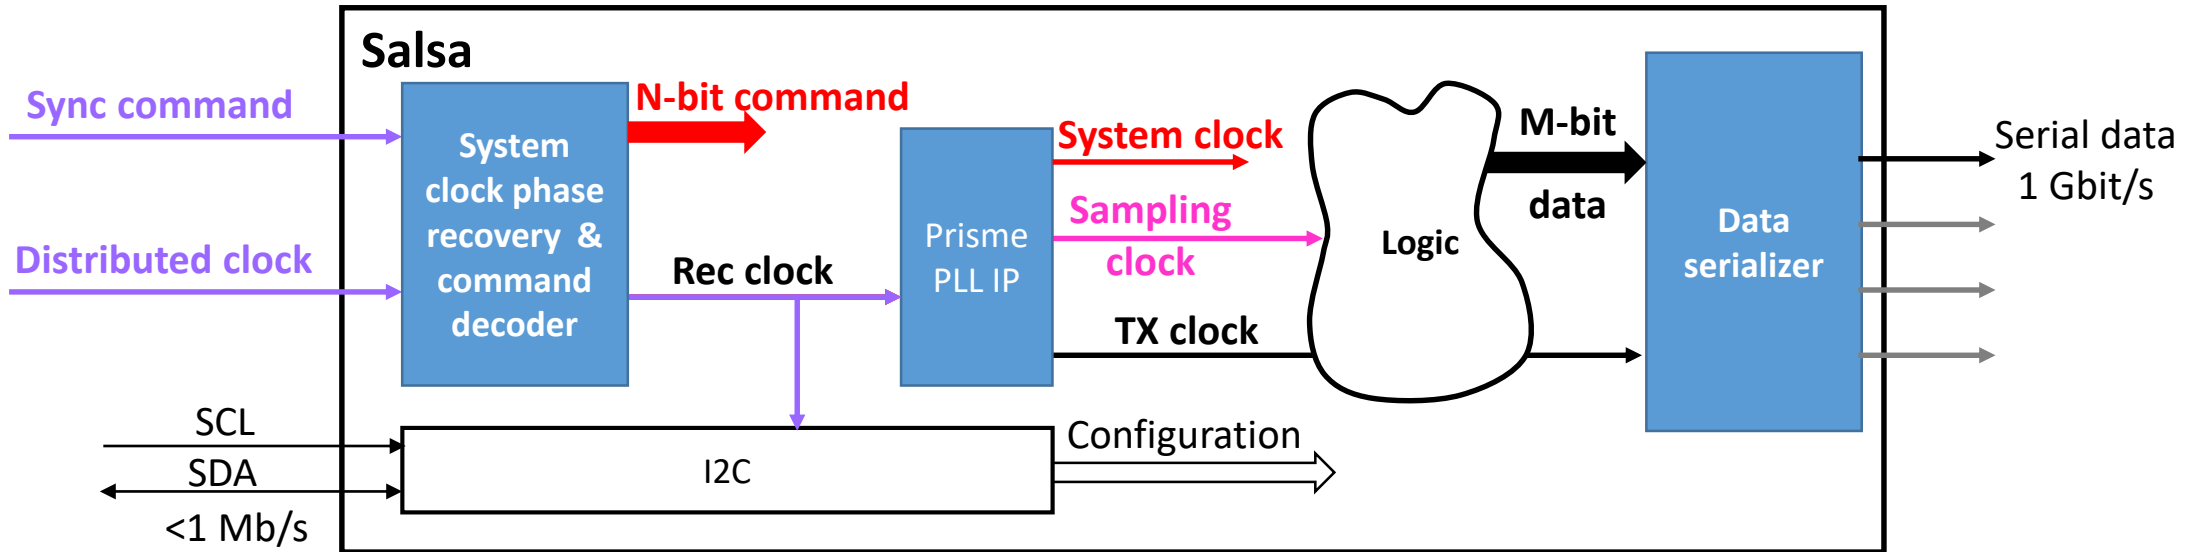 Salsa
Sync command
Distributed clock
System
clock phase
recovery &
command
decoder
N-bit command
Rec clock
Prisme
PLL IP
System clock
Sampling
clock
TX clock
Logic
M-bit
data
Data
serializer
Serial data
1 Gbit/s
SCL
SDA
<1 Mb/s
I2C
Configuration